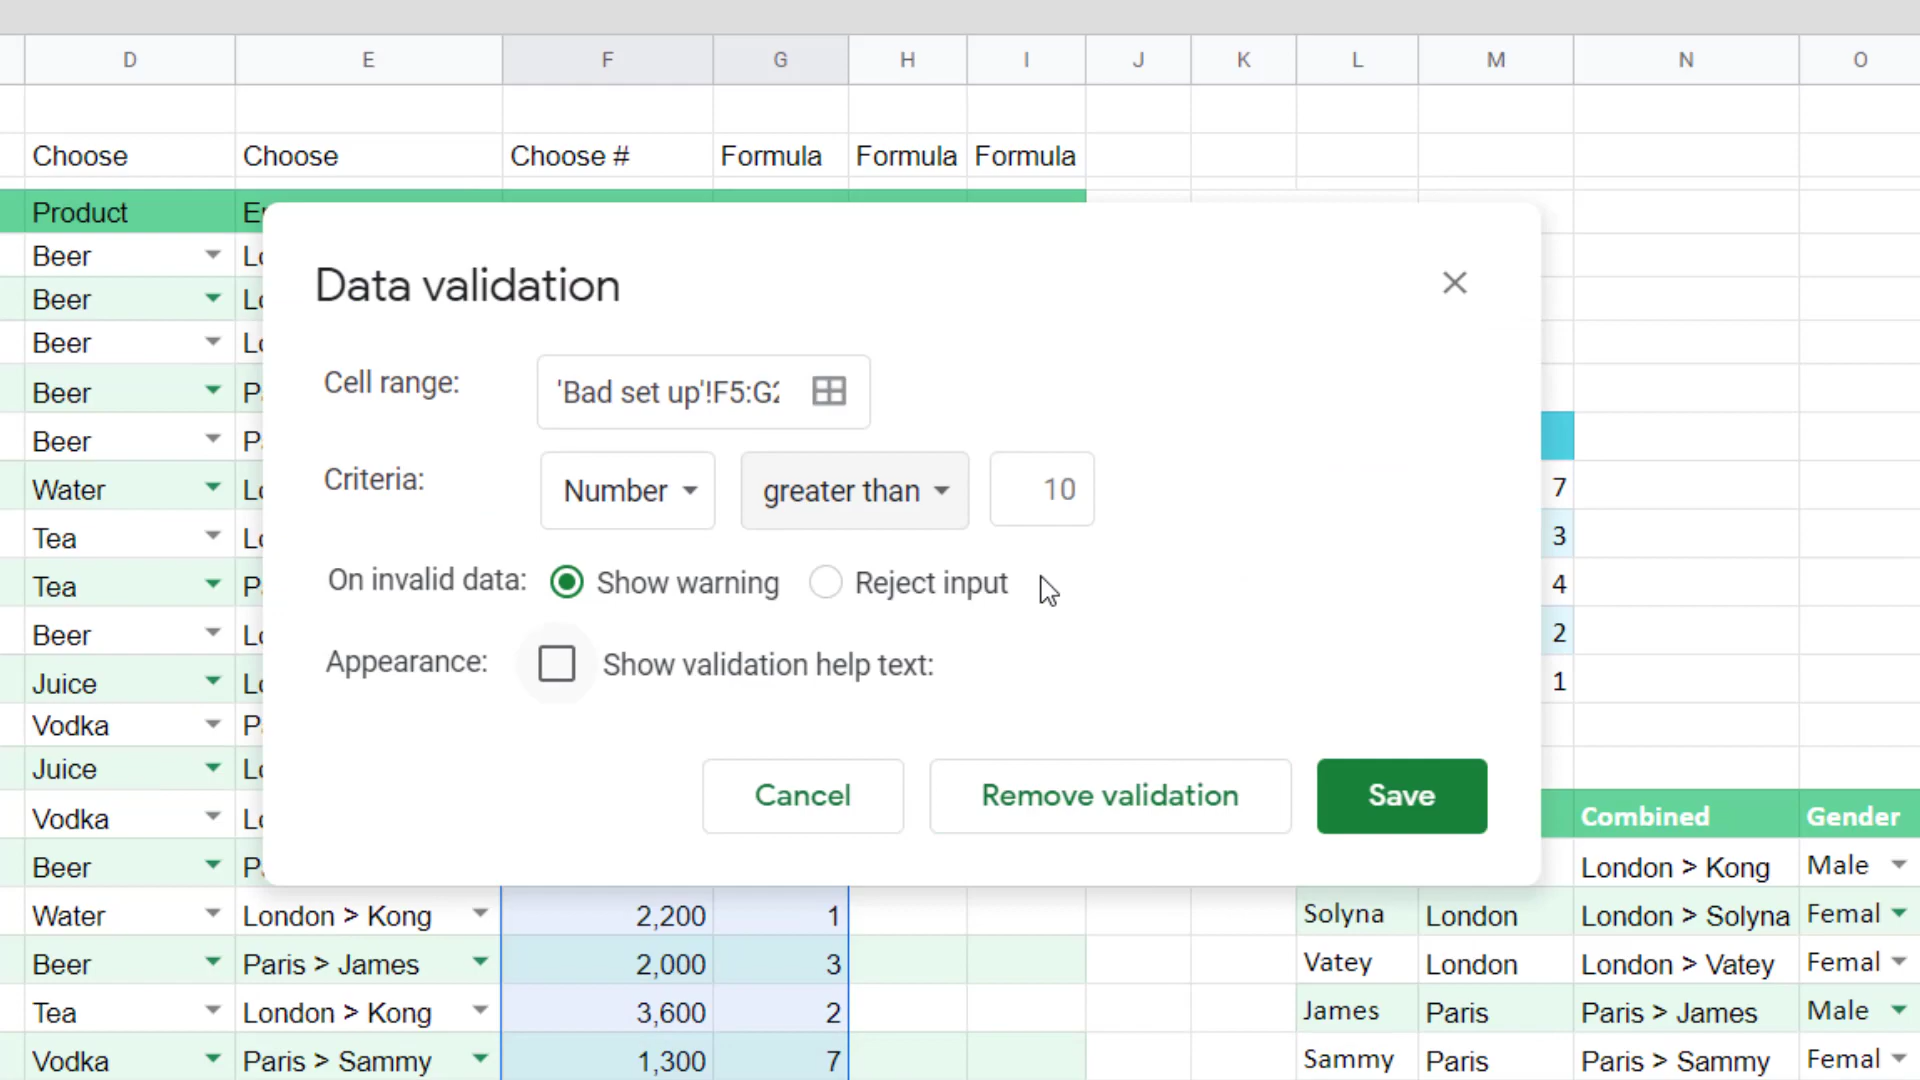 D E F G H I J K L M N O
Choose Choose Choose # Formula Formula Formula
Product
Beer
Beer
Beer
Beer
Beer
Water
Tea
Tea
Beer
Juice
Vodka
Juice
Vodka
Beer
Data validation
Cell range: 'Bad set up'!F5:G2
Criteria: Number greater than 10
On invalid data: Show warning Reject input
Appearance: Show validation help text:
Cancel Remove validation Save
7
3
4
2
1
Combined Gender
London > Kong Male
Water London > Kong 2,200 1 Solyna London London > Solyna Femal
Beer Paris > James 2,000 3 Vatey London London > Vatey Femal
Tea London > Kong 3,600 2 James Paris Paris > James Male
Vodka Paris > Sammy 1,300 7 Sammy Paris Paris > Sammy Femal